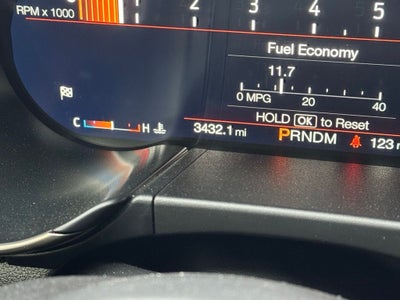 RPM x 1000 1 2 3 4 5
Fuel Economy
11.7
0 MPG 20 40
HOLD OK to Reset
C H 3432.1 mi PRNDM 123 m